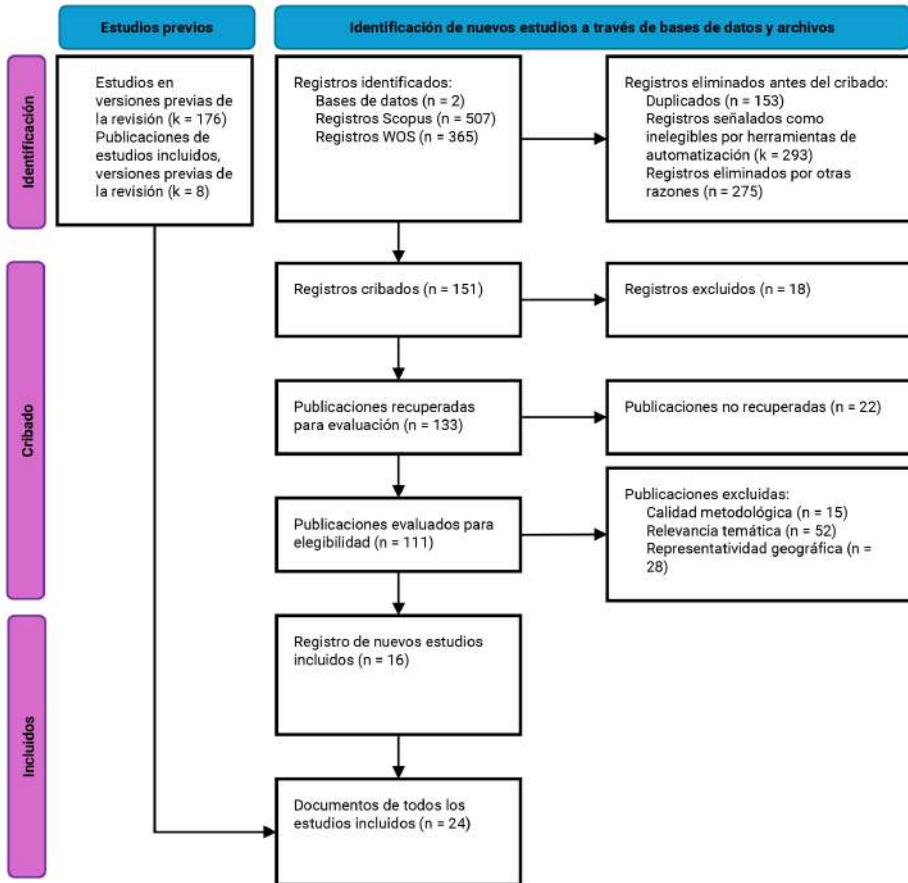 Estudios previos
Identificación de nuevos estudios a través de bases de datos y archivos
Identificación
Estudios en
versiones previas de
la revisión (k = 176)
Publicaciones de
estudios incluidos,
versiones previas de
la revisión (k = 8)
Registros identificados:
Bases de datos (n = 2)
Registros Scopus (n = 507)
Registros WOS (n = 365)
Registros eliminados antes del cribado:
Duplicados (n = 153)
Registros señalados como
inelegibles por herramientas de
automatización (k = 293)
Registros eliminados por otras
razones (n = 275)
Cribado
Registros cribados (n = 151)
Registros excluidos (n = 18)
Publicaciones recuperadas
para evaluación (n = 133)
Publicaciones no recuperadas (n = 22)
Publicaciones evaluados para
elegibilidad (n = 111)
Publicaciones excluidas:
Calidad metodológica (n = 15)
Relevancia temática (n = 52)
Representatividad geográfica (n =
28)
Incluidos
Registro de nuevos estudios
incluidos (n = 16)
Documentos de todos los
estudios incluidos (n = 24)